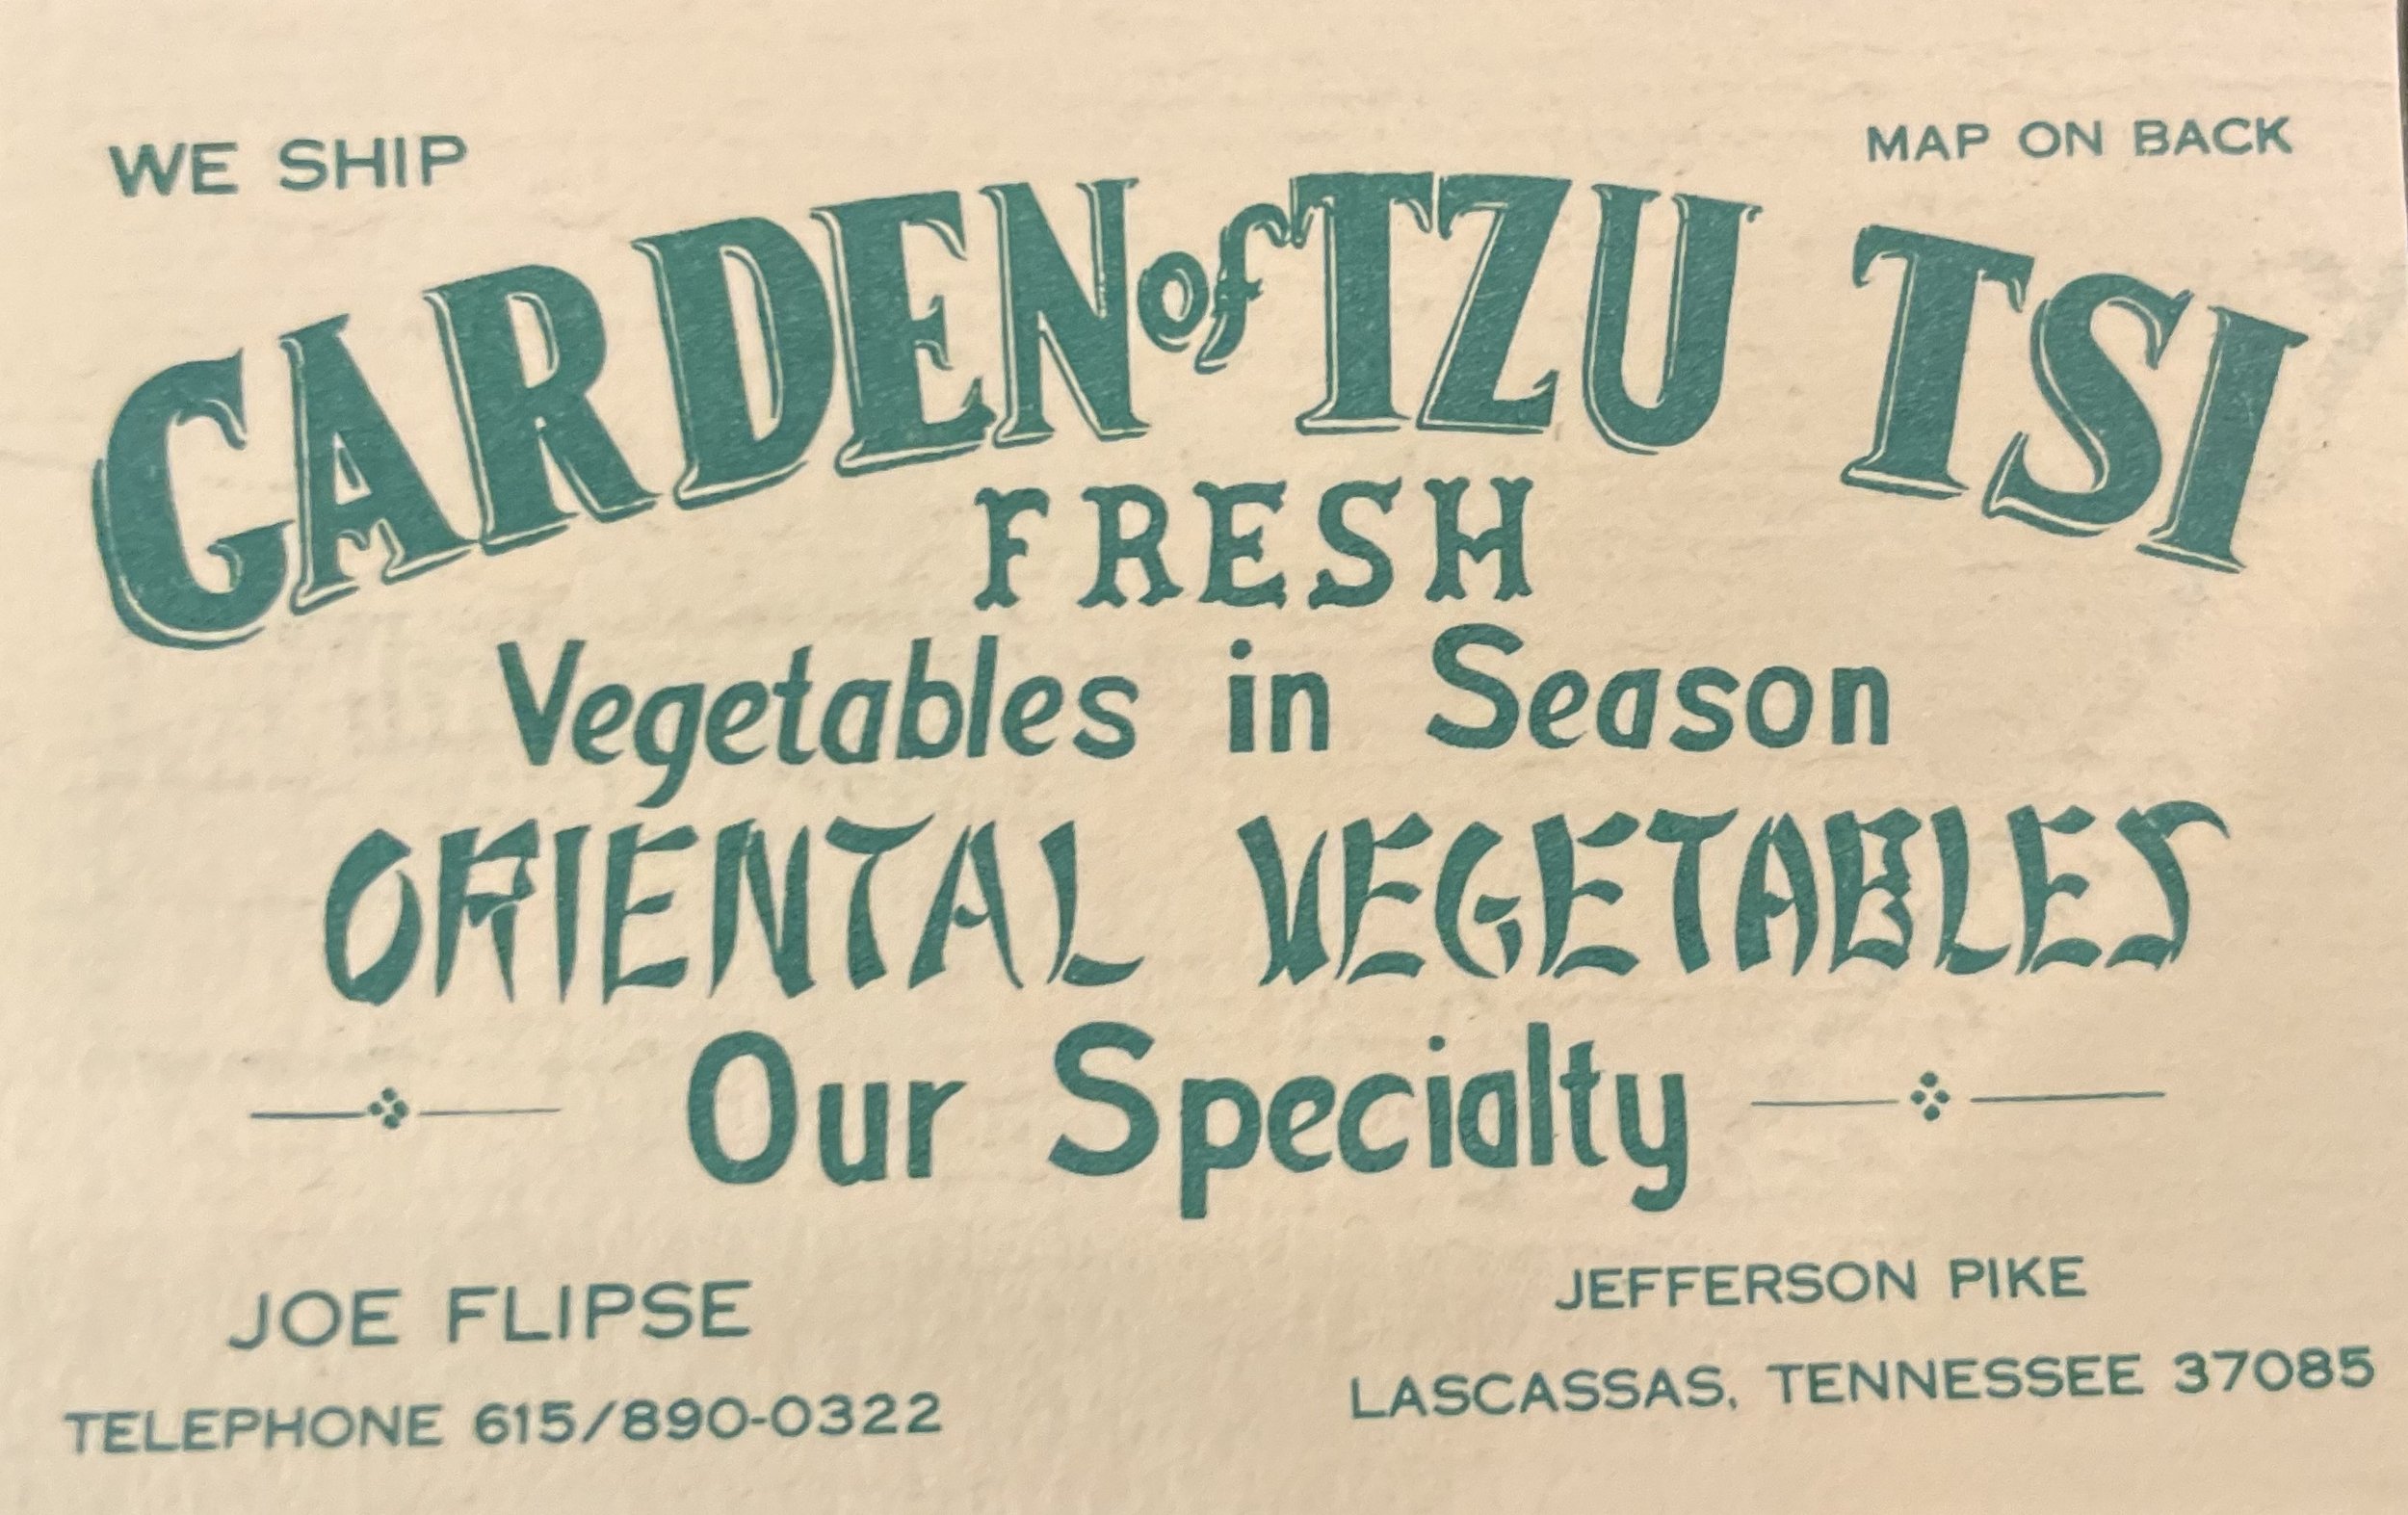 WE SHIP
MAP ON BACK
GARDEN of TZU TSI
FRESH
Vegetables in Season
ORIENTAL VEGETABLES
Our Specialty
JOE FLIPSE
TELEPHONE 615/890-0322
JEFFERSON PIKE
LASCASSAS, TENNESSEE 37085